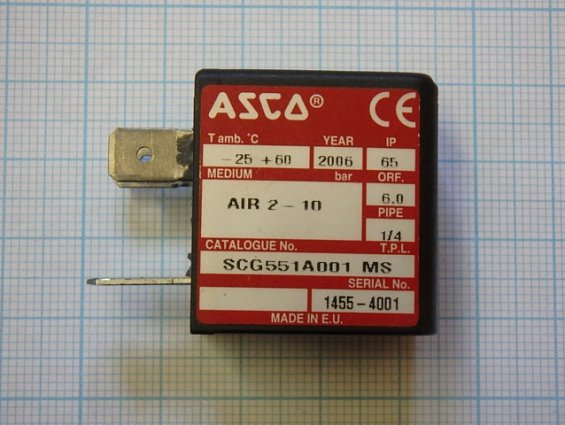 ASCO® CE
T amb. °C YEAR IP
-25 +60 2006 65
MEDIUM bar ORF.
AIR 2-10 6.0
PIPE
1/4
CATALOGUE No. T.P.L.
SCG551A001 MS
SERIAL No.
1455-4001
MADE IN E.U.